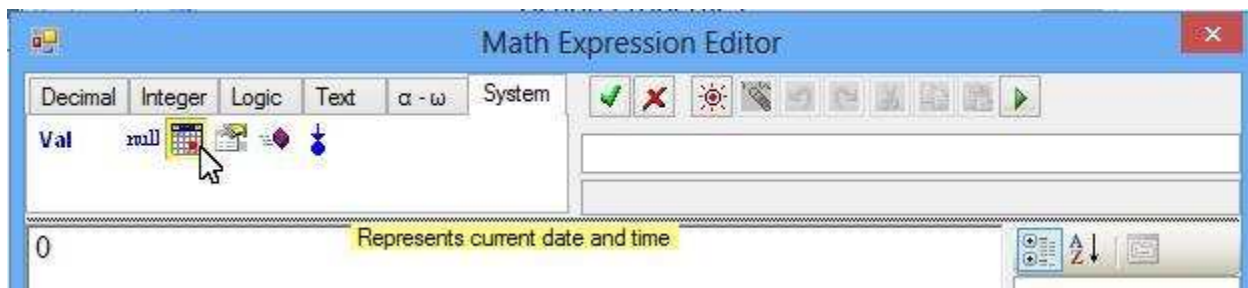 Math Expression Editor
Decimal Integer Logic Text α - ω System
Val null
0
Represents current date and time
A
Z